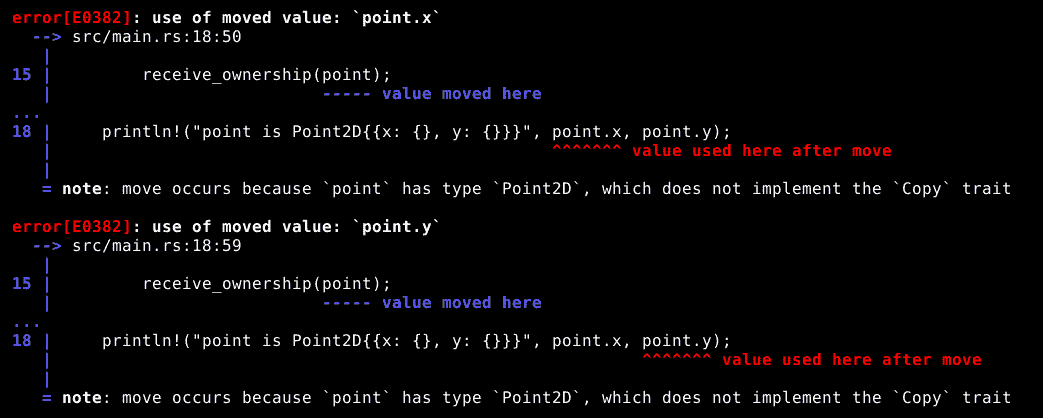 error[E0382]: use of moved value: `point.x`
  --> src/main.rs:18:50
   |
15 |         receive_ownership(point);
   |                           ----- value moved here
...
18 |     println!("point is Point2D{{x: {}, y: {}}}", point.x, point.y);
   |                                                  ^^^^^^^ value used here after move
   |
   = note: move occurs because `point` has type `Point2D`, which does not implement the `Copy` trait

error[E0382]: use of moved value: `point.y`
  --> src/main.rs:18:59
   |
15 |         receive_ownership(point);
   |                           ----- value moved here
...
18 |     println!("point is Point2D{{x: {}, y: {}}}", point.x, point.y);
   |                                                           ^^^^^^^ value used here after move
   |
   = note: move occurs because `point` has type `Point2D`, which does not implement the `Copy` trait